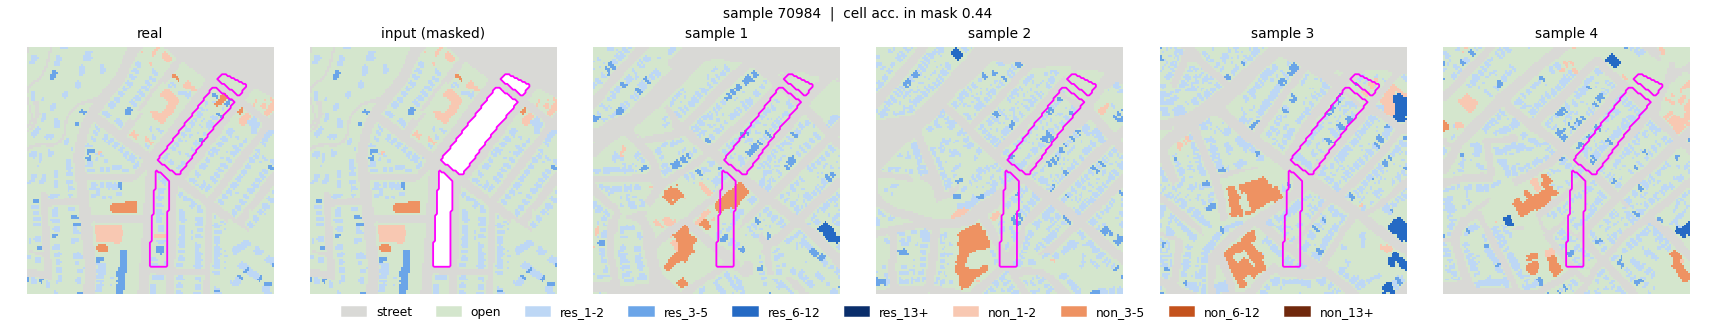 sample 70984 | cell acc. in mask 0.44
real
input (masked)
sample 1
sample 2
sample 3
sample 4
street
open
res_1-2
res_3-5
res_6-12
res_13+
non_1-2
non_3-5
non_6-12
non_13+